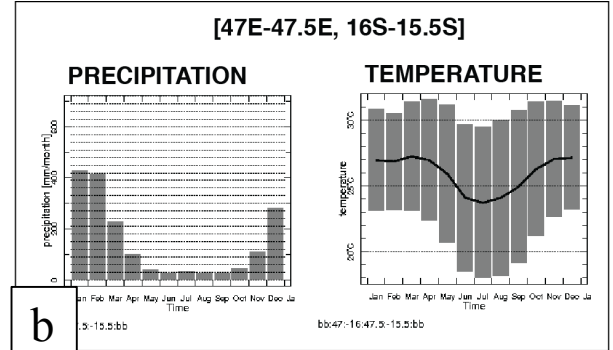 [47E-47.5E, 16S-15.5S]
PRECIPITATION
TEMPERATURE
precipitation [mm/month]
0
200
400
600
Jan Feb Mar Apr May Jun Jul Aug Sep Oct Nov Dec Ja
Time
.5:-15.5:bb
temperature
30°C
25°C
20°C
Jan Feb Mar Apr May Jun Jul Aug Sep Oct Nov Dec Ja
Time
bb:47:-16:47.5:-15.5:bb
b